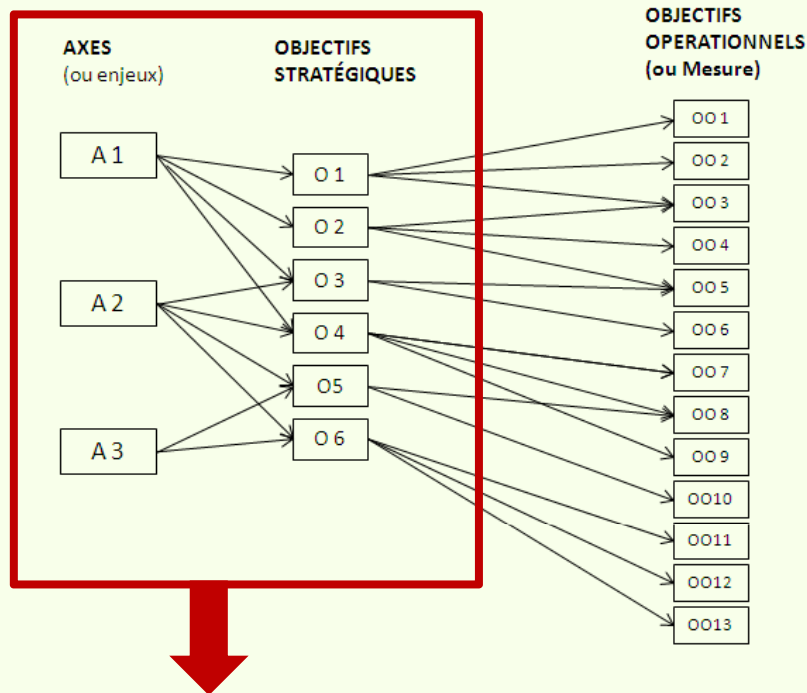 AXES
(ou enjeux)
OBJECTIFS
STRATÉGIQUES
OBJECTIFS
OPERATIONNELS
(ou Mesure)
A 1
A 2
A 3
O 1
O 2
O 3
O 4
O5
O 6
OO 1
OO 2
OO 3
OO 4
OO 5
OO 6
OO 7
OO 8
OO 9
OO10
OO11
OO12
OO13